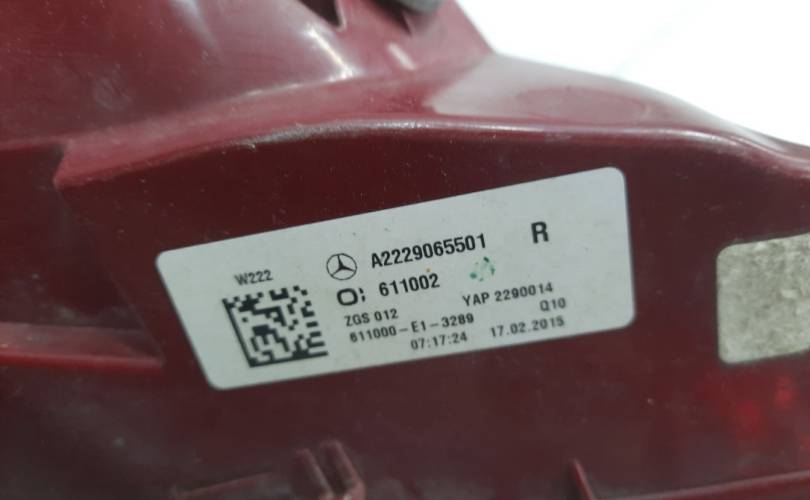 W222
A2229065501 R
611002
ZGS 012 YAP 2290014
611000-E1-3289 Q10
07:17:24 17.02.2015